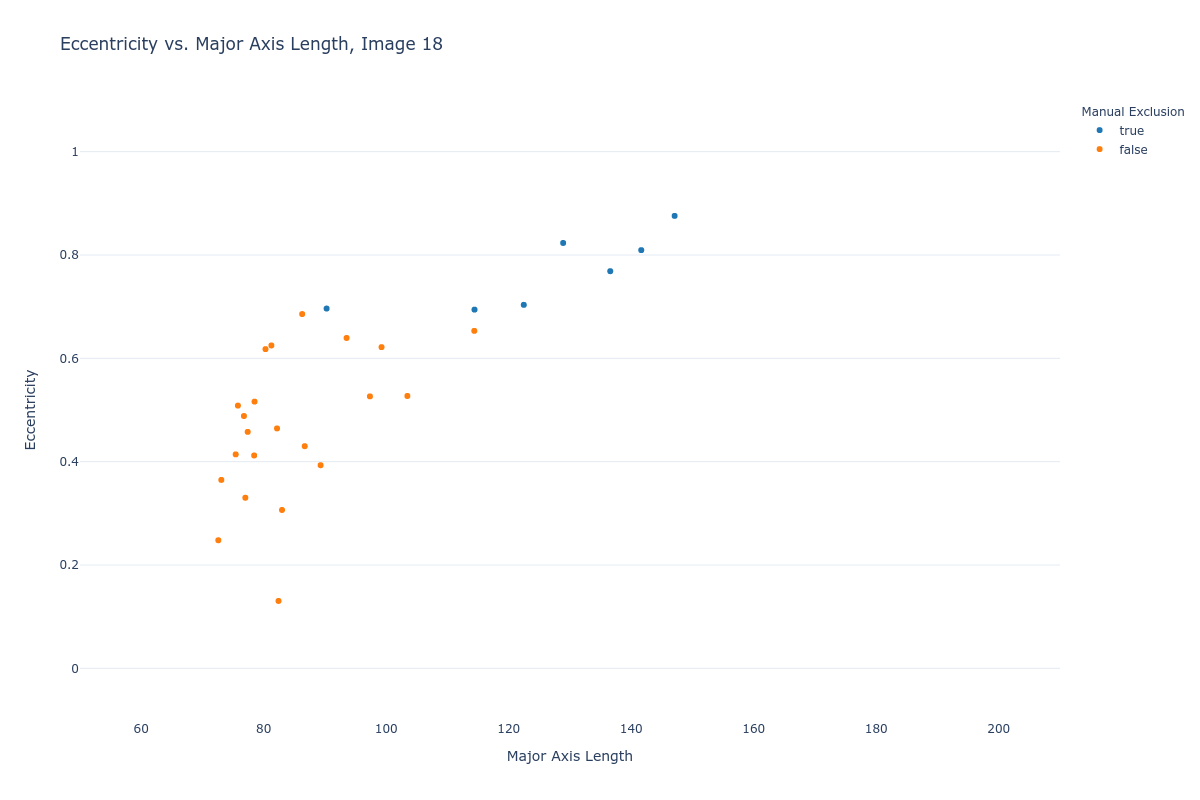 Eccentricity vs. Major Axis Length, Image 18
Manual Exclusion
true
false
1
0.8
0.6
0.4
0.2
0
Eccentricity
60
80
100
120
140
160
180
200
Major Axis Length